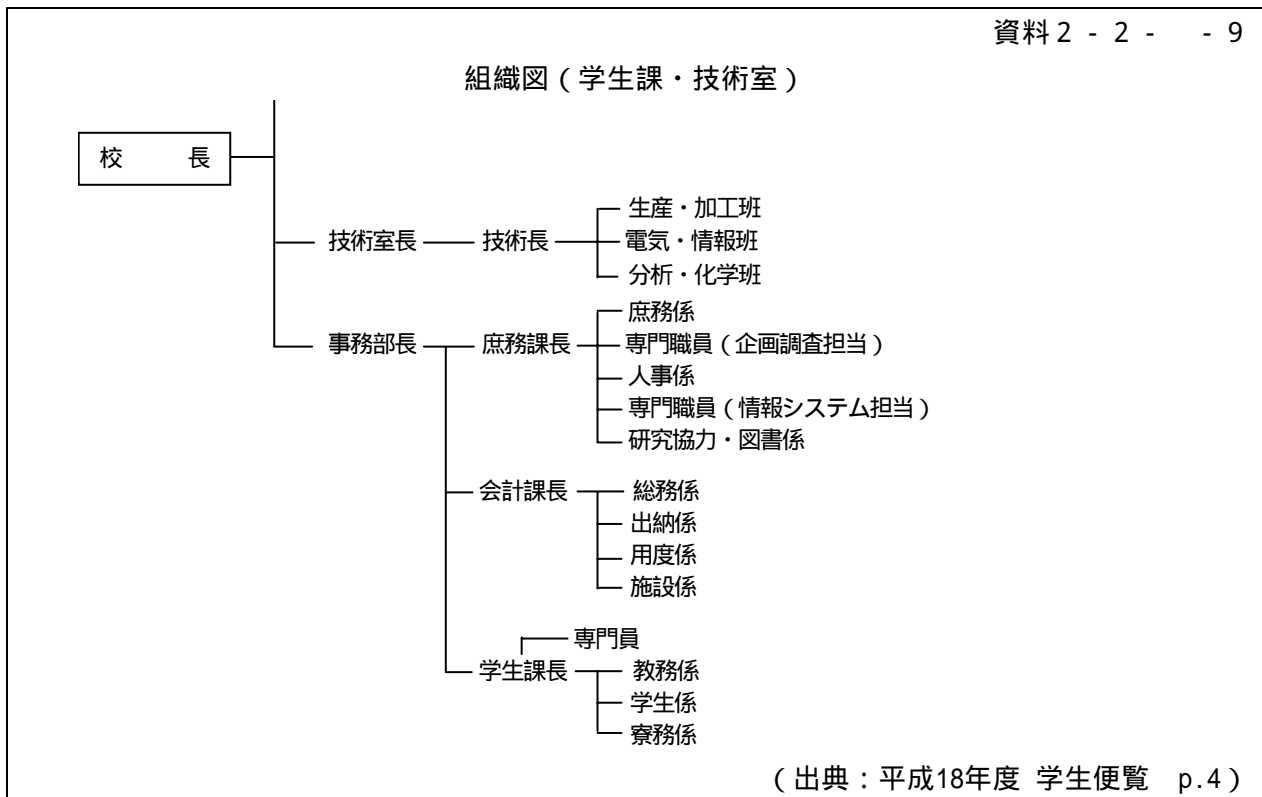 資料2-2- -9
組織図(学生課・技術室)
校 長
生産・加工班
技術室長 技術長 電気・情報班
分析・化学班
庶務係
事務部長 庶務課長 専門職員(企画調査担当)
人事係
専門職員(情報システム担当)
研究協力・図書係
会計課長 総務係
出納係
用度係
施設係
専門員
学生課長 教務係
学生係
寮務係
(出典:平成18年度 学生便覧 p.4)